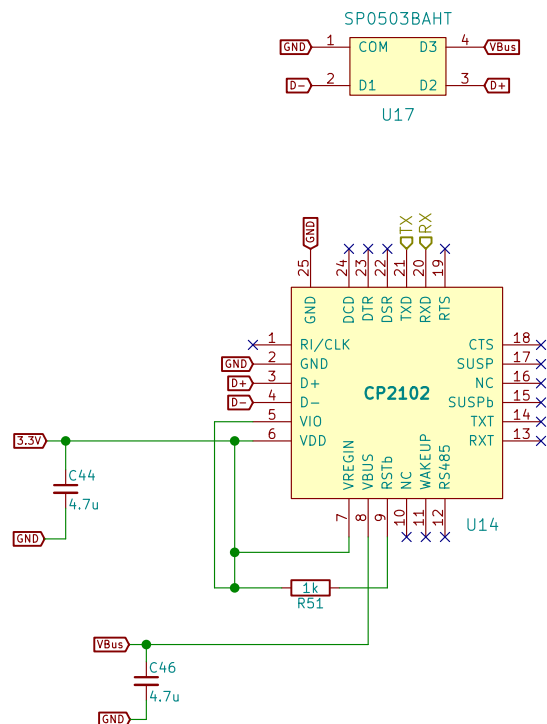 SP0503BAHT
GND 1 COM D3 4 VBus
D- 2 D1 D2 3 D+
U17
GND TX RX
25 24 23 22 21 20 19
GND DCD DTR DSR TXD RXD RTS
1 RI/CLK CTS 18
GND 2 GND SUSP 17
D+ 3 D+ NC 16
D- 4 D- CP2102 SUSPb 15
5 VIO TXT 14
3.3V 6 VDD RXT 13
VREGIN VBUS RSTb NC WAKEUP RS485
7 8 9 10 11 12
U14
C44
4.7u
GND
1k
R51
VBus
C46
4.7u
GND